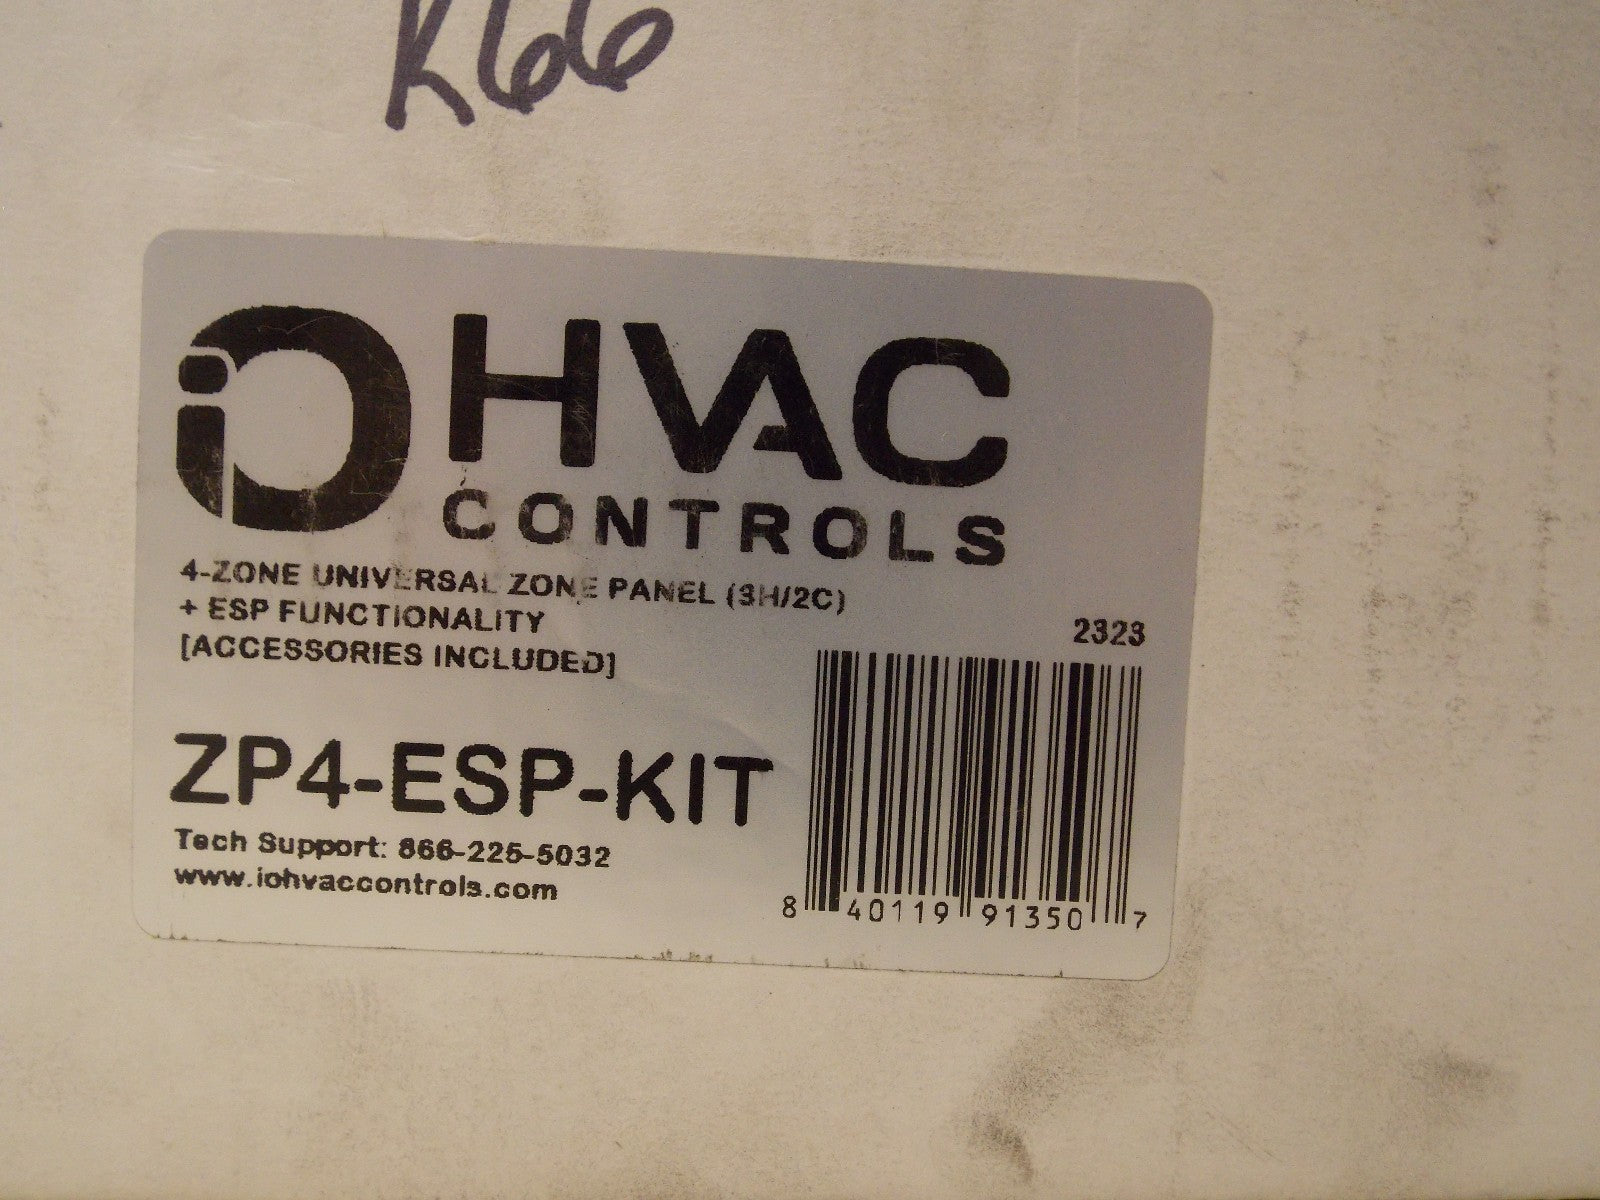 K66
iO HVAC
CONTROLS
4-ZONE UNIVERSAL ZONE PANEL (3H/2C)
+ ESP FUNCTIONALITY
[ACCESSORIES INCLUDED]
2323
ZP4-ESP-KIT
Tech Support: 866-225-5032
www.iohvaccontrols.com
8 40119 91350 7